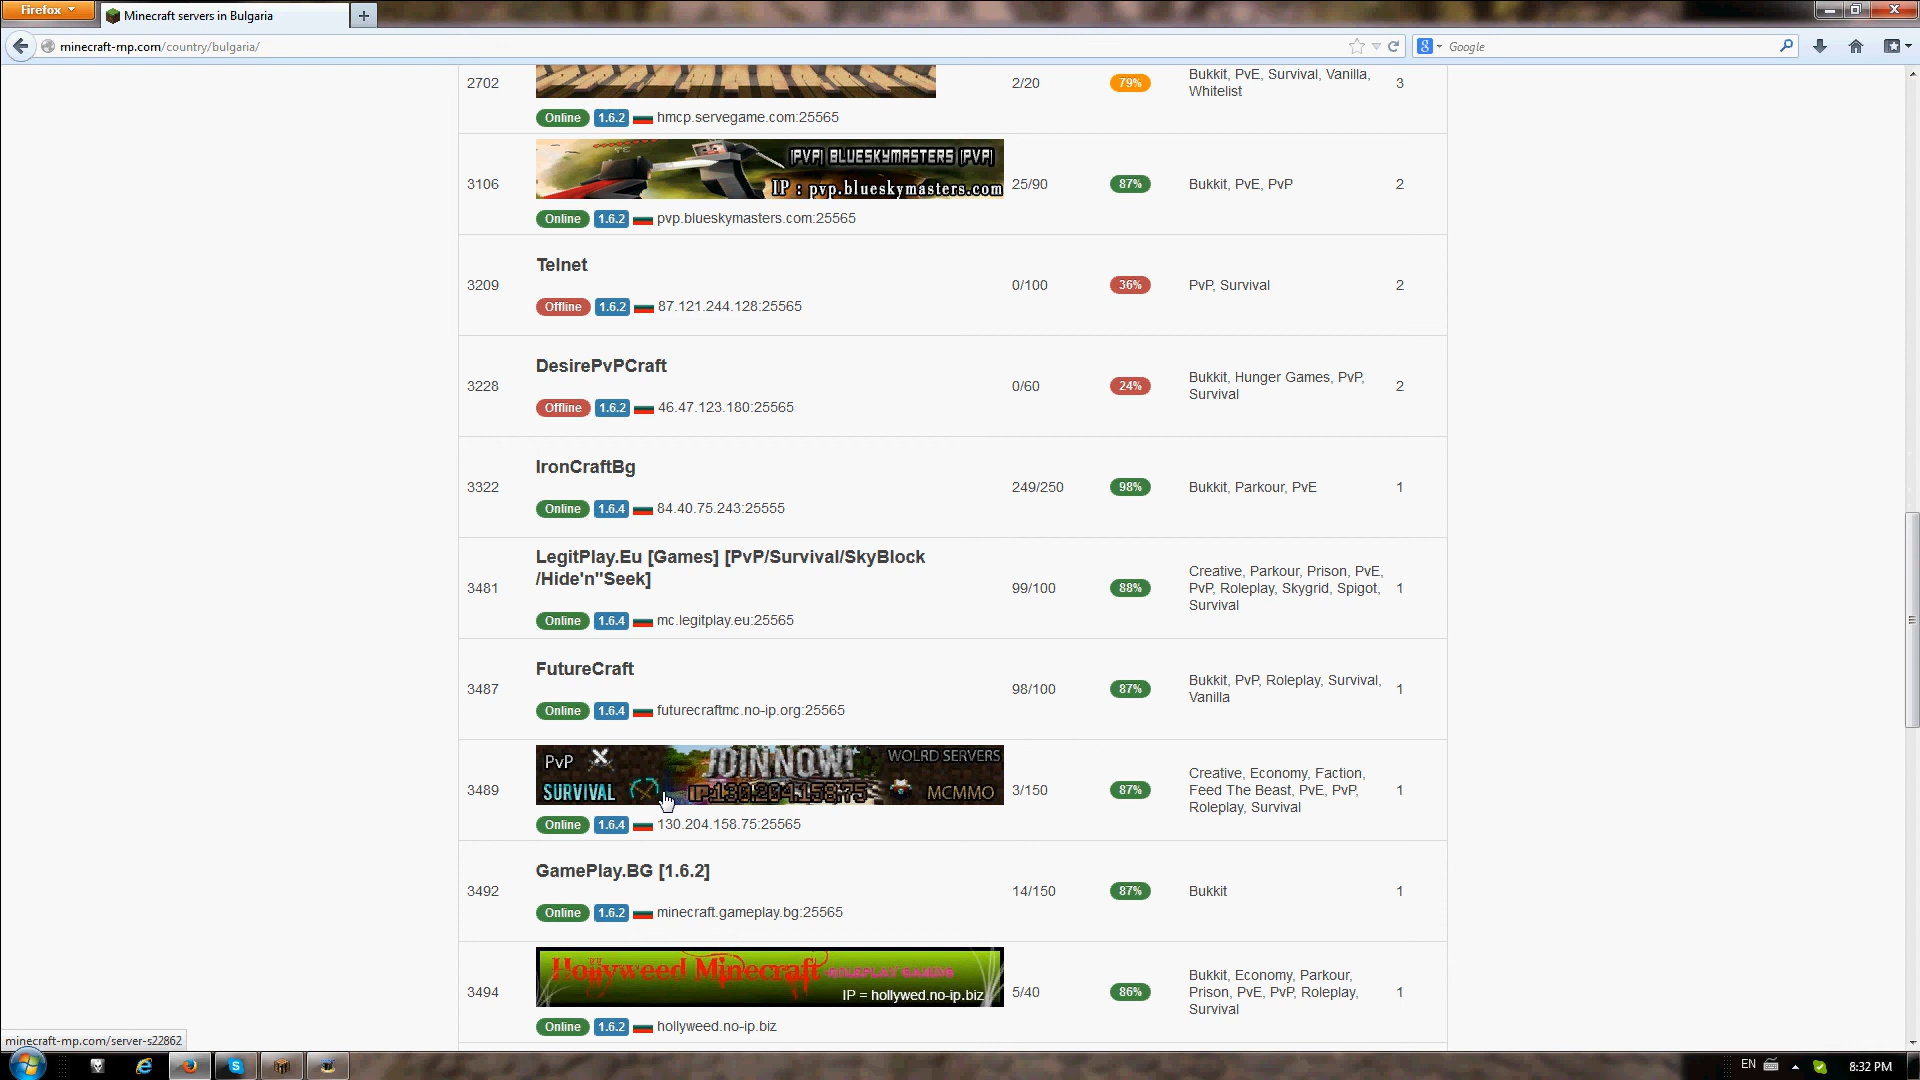 Firefox
Minecraft servers in Bulgaria
minecraft-mp.com/country/bulgaria/
Google
2702
2/20
79%
Bukkit, PvE, Survival, Vanilla,
Whitelist
3
Online 1.6.2 hmcp.servegame.com:25565
3106
[PVP] BLUESKYMASTERS [PVP]
IP : pvp.blueskymasters.com
25/90
87%
Bukkit, PvE, PvP
2
Online 1.6.2 pvp.blueskymasters.com:25565
3209
Telnet
0/100
36%
PvP, Survival
2
Offline 1.6.2 87.121.244.128:25565
3228
DesirePvPCraft
0/60
24%
Bukkit, Hunger Games, PvP,
Survival
2
Offline 1.6.2 46.47.123.180:25565
3322
IronCraftBg
249/250
98%
Bukkit, Parkour, PvE
1
Online 1.6.4 84.40.75.243:25555
3481
LegitPlay.Eu [Games] [PvP/Survival/SkyBlock
/Hide'n"Seek]
99/100
88%
Creative, Parkour, Prison, PvE,
PvP, Roleplay, Skygrid, Spigot,
Survival
1
Online 1.6.4 mc.legitplay.eu:25565
3487
FutureCraft
98/100
87%
Bukkit, PvP, Roleplay, Survival,
Vanilla
1
Online 1.6.4 futurecraftmc.no-ip.org:25565
3489
PvP
SURVIVAL
JOIN NOW!
IP:130.204.158.75
WOLRD SERVERS
MCMMO
3/150
87%
Creative, Economy, Faction,
Feed The Beast, PvE, PvP,
Roleplay, Survival
1
Online 1.6.4 130.204.158.75:25565
3492
GamePlay.BG [1.6.2]
14/150
87%
Bukkit
1
Online 1.6.2 minecraft.gameplay.bg:25565
3494
Hollyweed Minecraft ROLEPLAY GAMING
IP = hollywed.no-ip.biz
5/40
86%
Bukkit, Economy, Parkour,
Prison, PvE, PvP, Roleplay,
Survival
1
Online 1.6.2 hollyweed.no-ip.biz
minecraft-mp.com/server-s22862
EN
8:32 PM